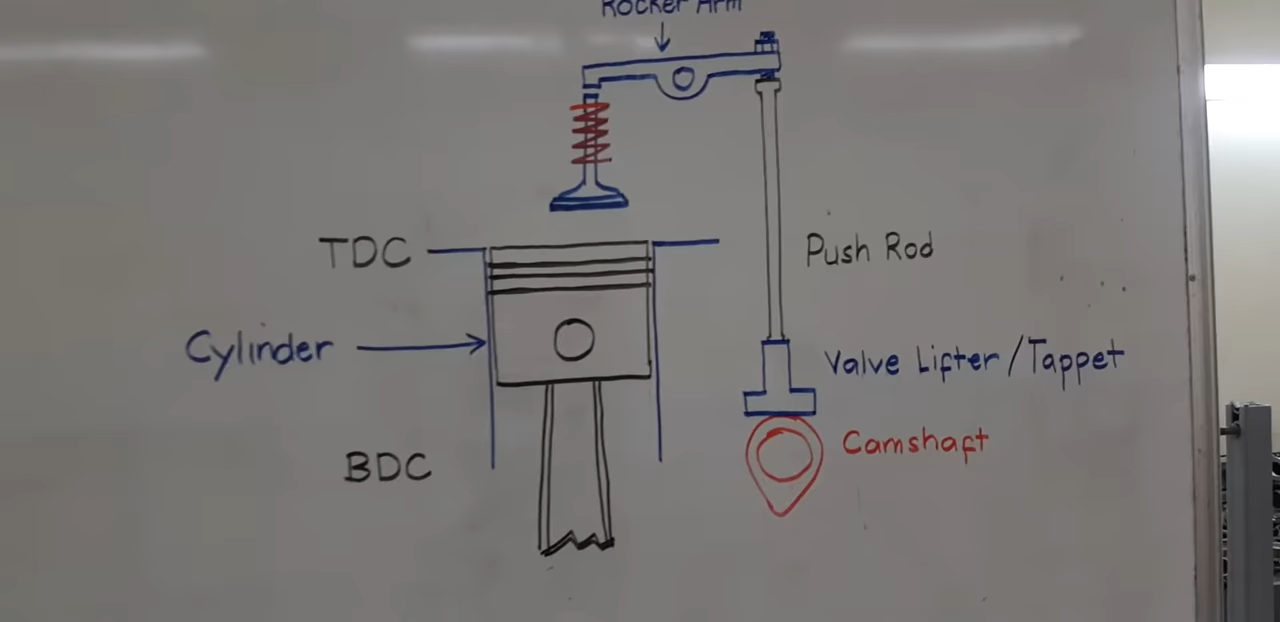 Rocker Arm
TDC
Push Rod
Cylinder
Valve Lifter / Tappet
Camshaft
BDC